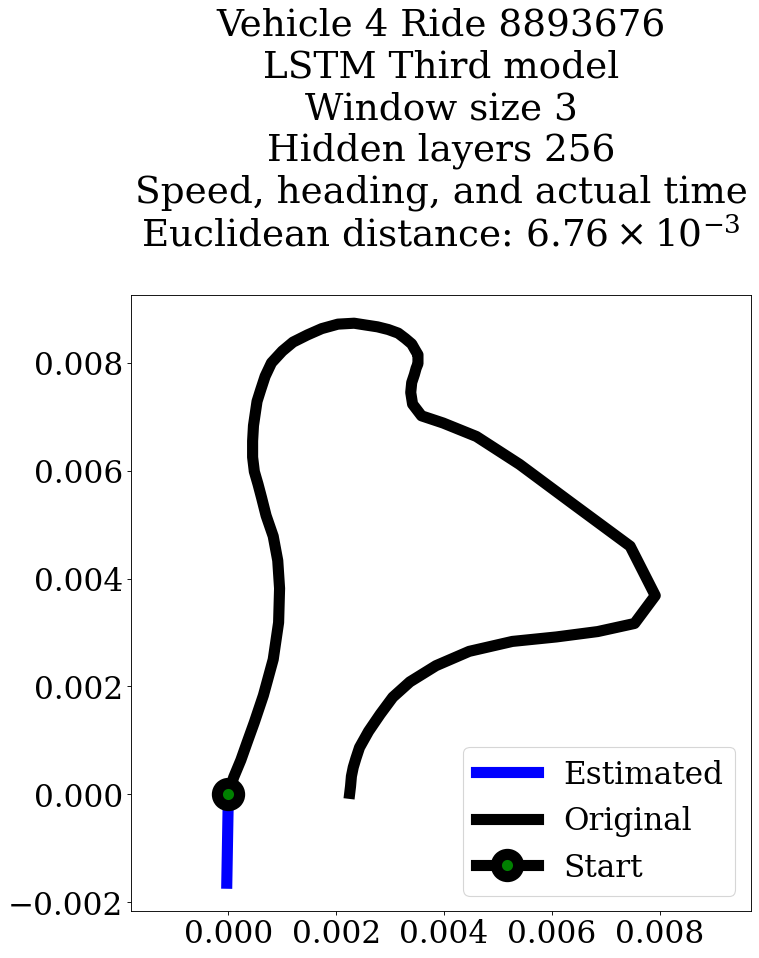 Vehicle 4 Ride 8893676
LSTM Third model
Window size 3
Hidden layers 256
Speed, heading, and actual time
Euclidean distance: 6.76 × 10⁻³
0.008
0.006
0.004
0.002
0.000
−0.002
0.000 0.002 0.004 0.006 0.008
Estimated
Original
Start